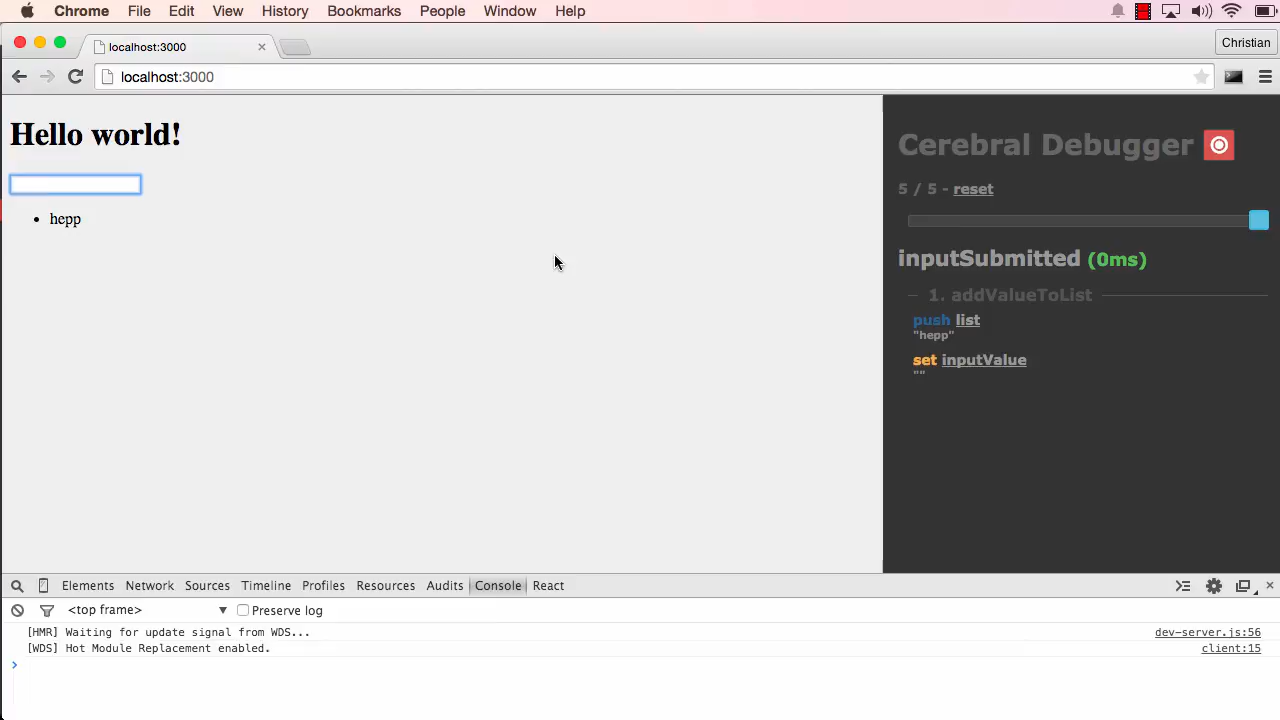 Chrome File Edit View History Bookmarks People Window Help
localhost:3000
Christian
localhost:3000
Hello world!
hepp
Cerebral Debugger
5 / 5 - reset
inputSubmitted (0ms)
1. addValueToList
push list
"hepp"
set inputValue
""
Elements Network Sources Timeline Profiles Resources Audits Console React
<top frame> Preserve log
[HMR] Waiting for update signal from WDS... dev-server.js:56
[WDS] Hot Module Replacement enabled. client:15